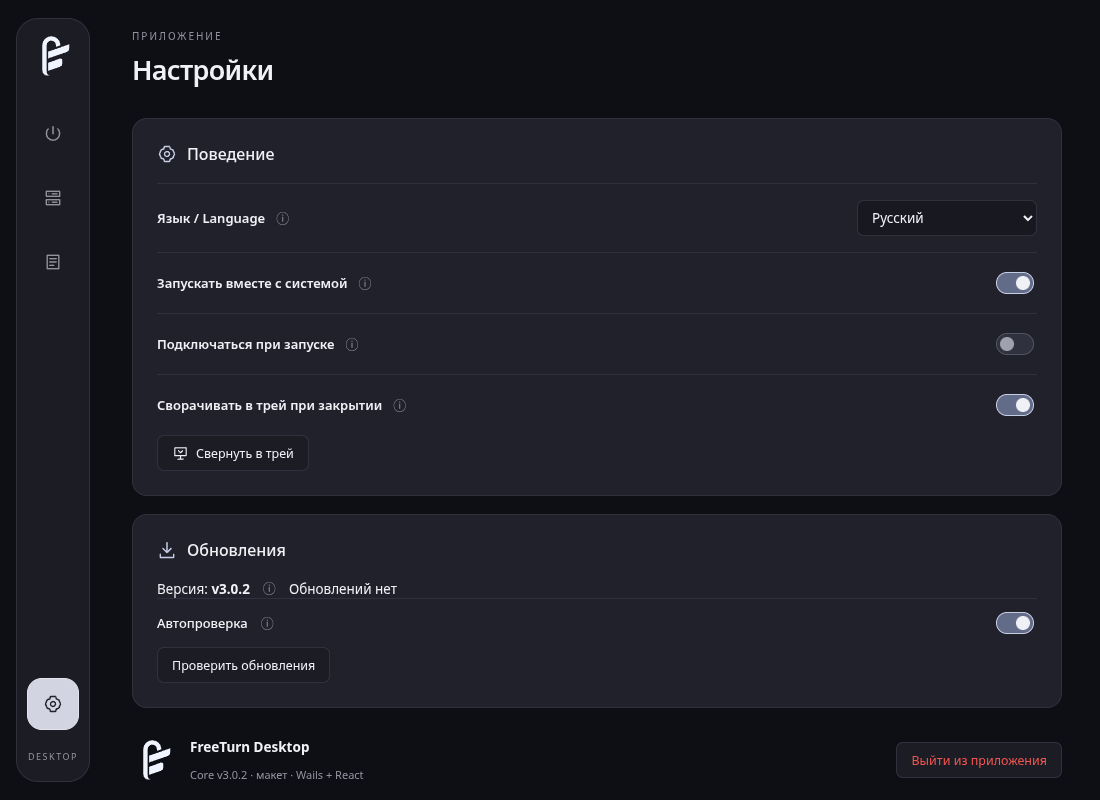 ПРИЛОЖЕНИЕ
Настройки
Поведение
Язык / Language
Русский
Запускать вместе с системой
Подключаться при запуске
Сворачивать в трей при закрытии
Свернуть в трей
Обновления
Версия: v3.0.2 Обновлений нет
Автопроверка
Проверить обновления
DESKTOP
FreeTurn Desktop
Core v3.0.2 · макет · Wails + React
Выйти из приложения